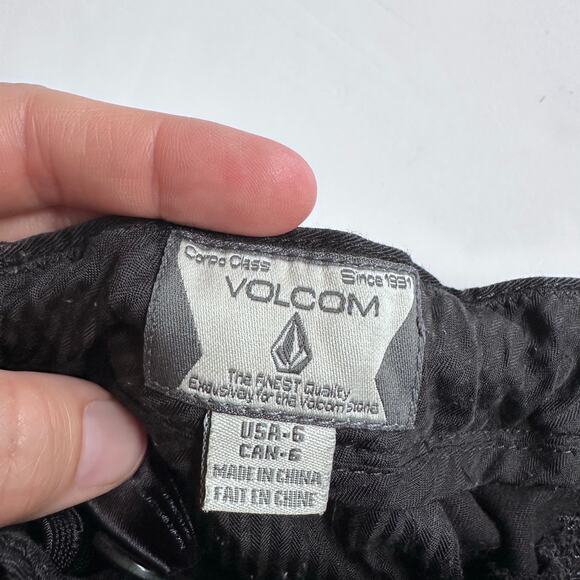 Corpo Class Since 1991
VOLCOM
The FINEST Quality
Exclusively for the Volcom Stone
USA-6
CAN-6
MADE IN CHINA
FAIT EN CHINE